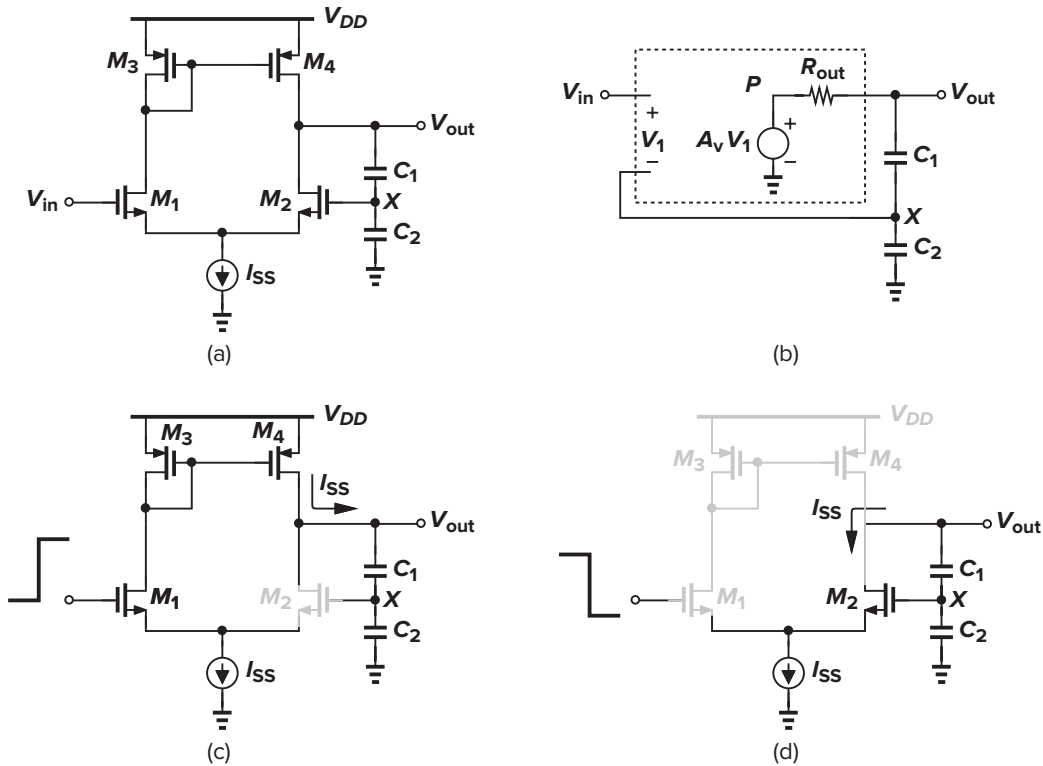 V_DD
M_3
M_4
V_out
C_1
V_in
M_1
M_2
X
C_2
I_SS
(a)
P
R_out
V_in
V_out
+
V_1
−
A_v V_1
+
−
C_1
X
C_2
(b)
V_DD
M_3
M_4
I_SS
V_out
C_1
M_1
M_2
X
C_2
I_SS
(c)
V_DD
M_3
M_4
I_SS
V_out
C_1
M_1
M_2
X
C_2
I_SS
(d)